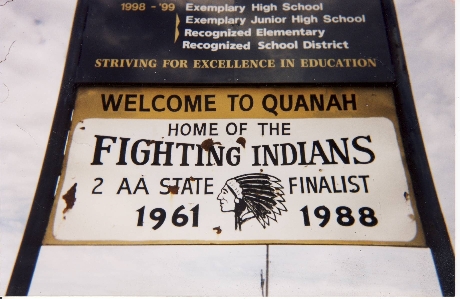 1998 - '99 Exemplary High School
Exemplary Junior High School
Recognized Elementary
Recognized School District
STRIVING FOR EXCELLENCE IN EDUCATION
WELCOME TO QUANAH
HOME OF THE
FIGHTING INDIANS
2 AA STATE FINALIST
1961 1988